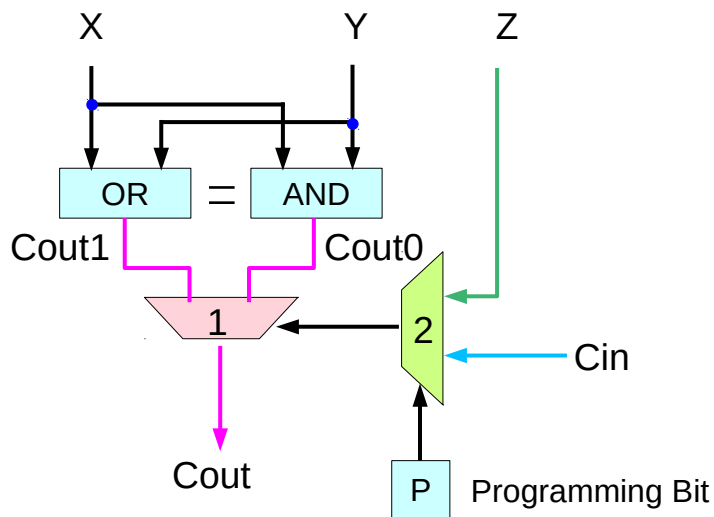 X Y Z
OR = AND
Cout1 Cout0
1 2
Cin
Cout
P Programming Bit